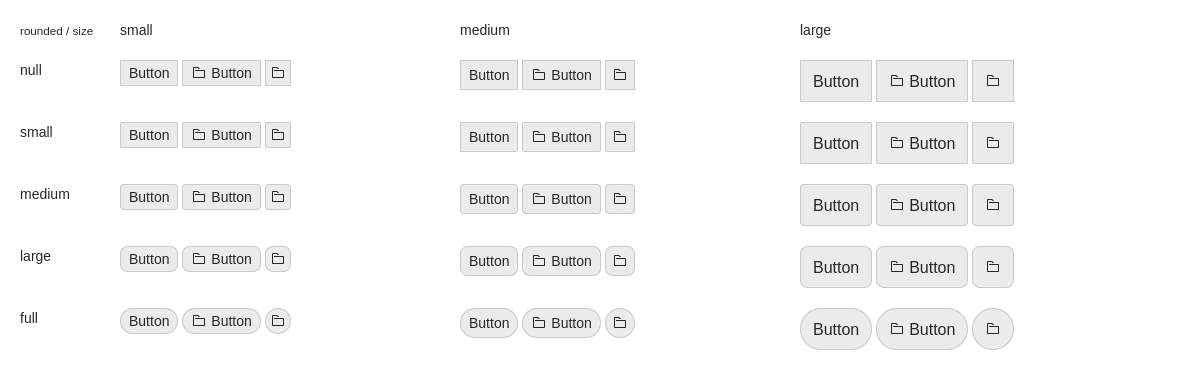 rounded / size small medium large
null Button Button Button Button Button Button
small Button Button Button Button Button Button
medium Button Button Button Button Button Button
large Button Button Button Button Button Button
full Button Button Button Button Button Button